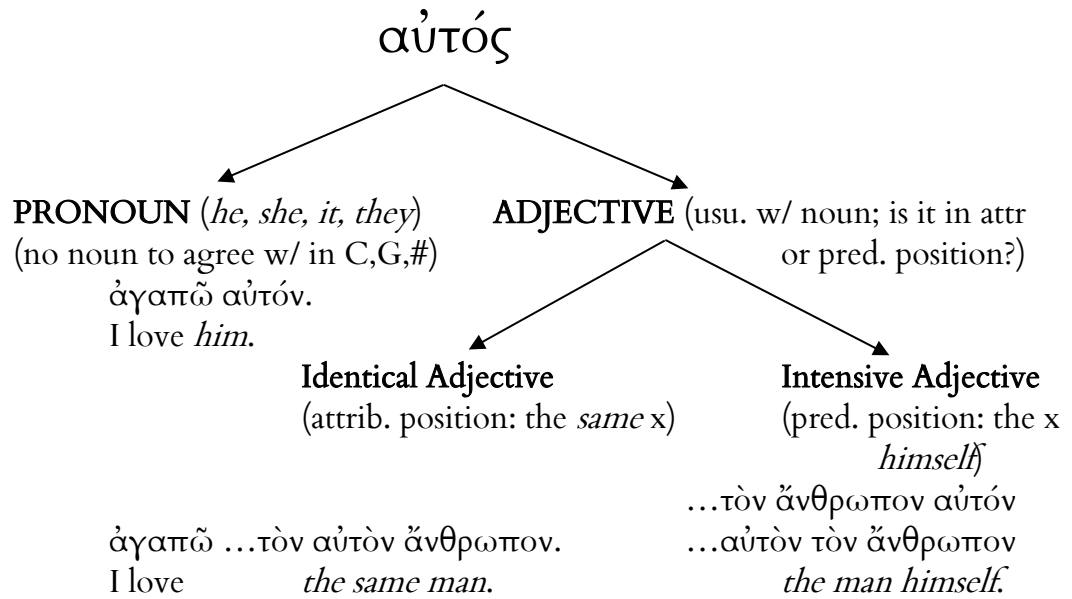 αὐτός
PRONOUN (he, she, it, they)
(no noun to agree w/ in C,G,#)
ἀγαπῶ αὐτόν.
I love him.
ADJECTIVE (usu. w/ noun; is it in attr
or pred. position?)
Identical Adjective
(attrib. position: the same x)
Intensive Adjective
(pred. position: the x
himself)
…τὸν ἄνθρωπον αὐτόν
ἀγαπῶ …τὸν αὐτὸν ἄνθρωπον.
…αὐτὸν τὸν ἄνθρωπον
I love the same man.
the man himself.